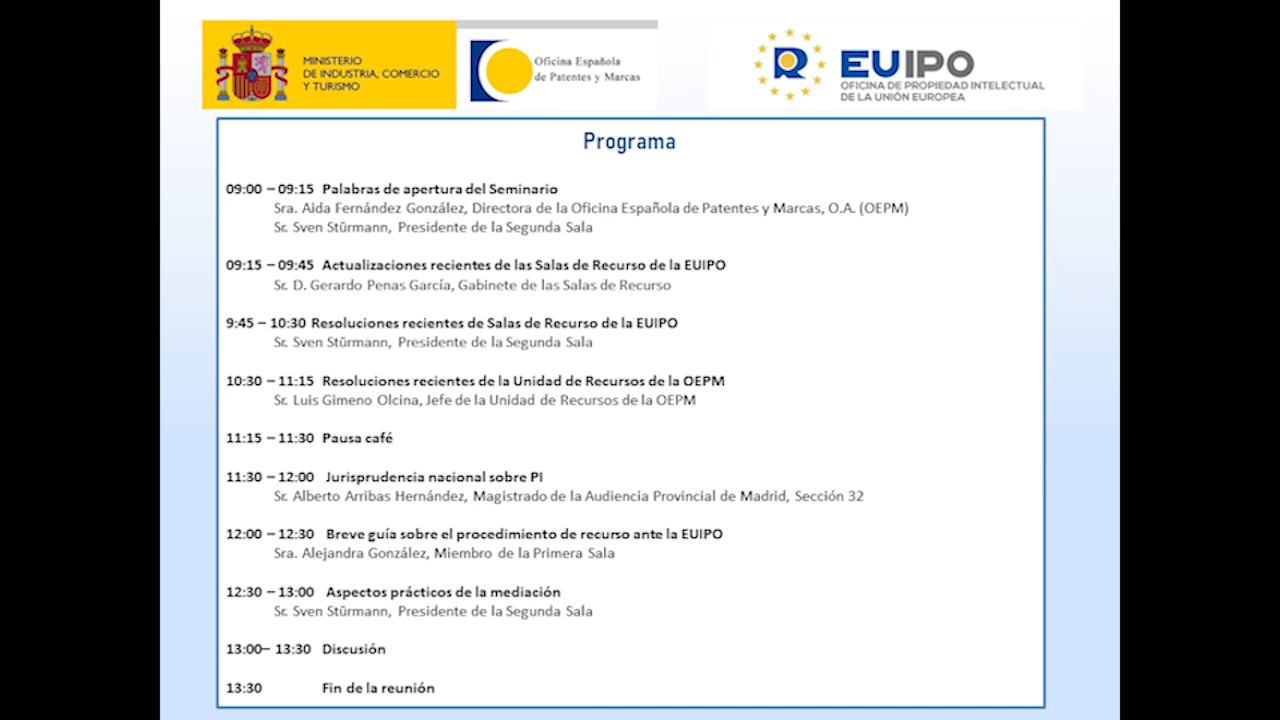 MINISTERIO
DE INDUSTRIA, COMERCIO
Y TURISMO
Oficina Española
de Patentes y Marcas
R
EUIPO
OFICINA DE PROPIEDAD INTELECTUAL
DE LA UNIÓN EUROPEA
Programa
09:00 – 09:15 Palabras de apertura del Seminario
Sra. Aida Fernández González, Directora de la Oficina Española de Patentes y Marcas, O.A. (OEPM)
Sr. Sven Stürmann, Presidente de la Segunda Sala
09:15 – 09:45 Actualizaciones recientes de las Salas de Recurso de la EUIPO
Sr. D. Gerardo Penas García, Gabinete de las Salas de Recurso
9:45 – 10:30 Resoluciones recientes de Salas de Recurso de la EUIPO
Sr. Sven Stürmann, Presidente de la Segunda Sala
10:30 – 11:15 Resoluciones recientes de la Unidad de Recursos de la OEPM
Sr. Luis Gimeno Olcina, Jefe de la Unidad de Recursos de la OEPM
11:15 – 11:30 Pausa café
11:30 – 12:00 Jurisprudencia nacional sobre PI
Sr. Alberto Arribas Hernández, Magistrado de la Audiencia Provincial de Madrid, Sección 32
12:00 – 12:30 Breve guía sobre el procedimiento de recurso ante la EUIPO
Sra. Alejandra González, Miembro de la Primera Sala
12:30 – 13:00 Aspectos prácticos de la mediación
Sr. Sven Stürmann, Presidente de la Segunda Sala
13:00– 13:30 Discusión
13:30 Fin de la reunión